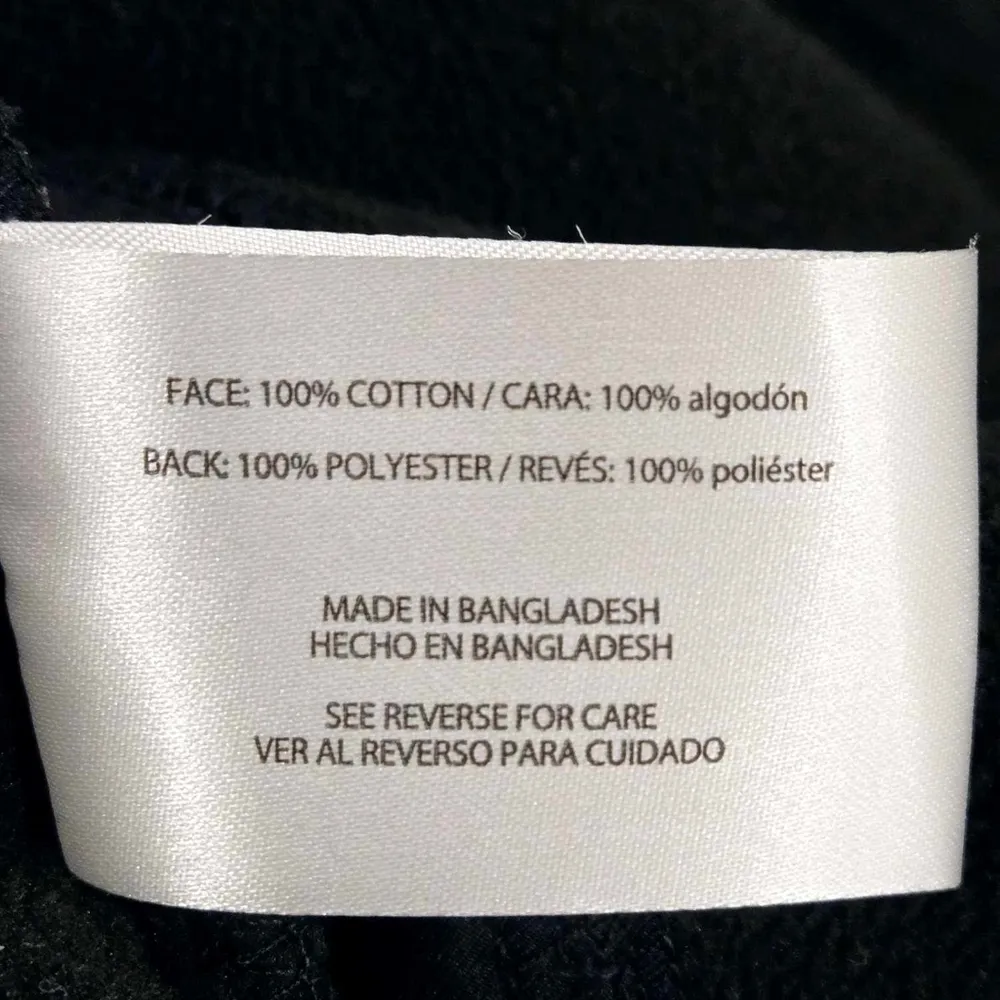 FACE: 100% COTTON / CARA: 100% algodón
BACK: 100% POLYESTER / REVÉS: 100% poliéster
MADE IN BANGLADESH
HECHO EN BANGLADESH
SEE REVERSE FOR CARE
VER AL REVERSO PARA CUIDADO